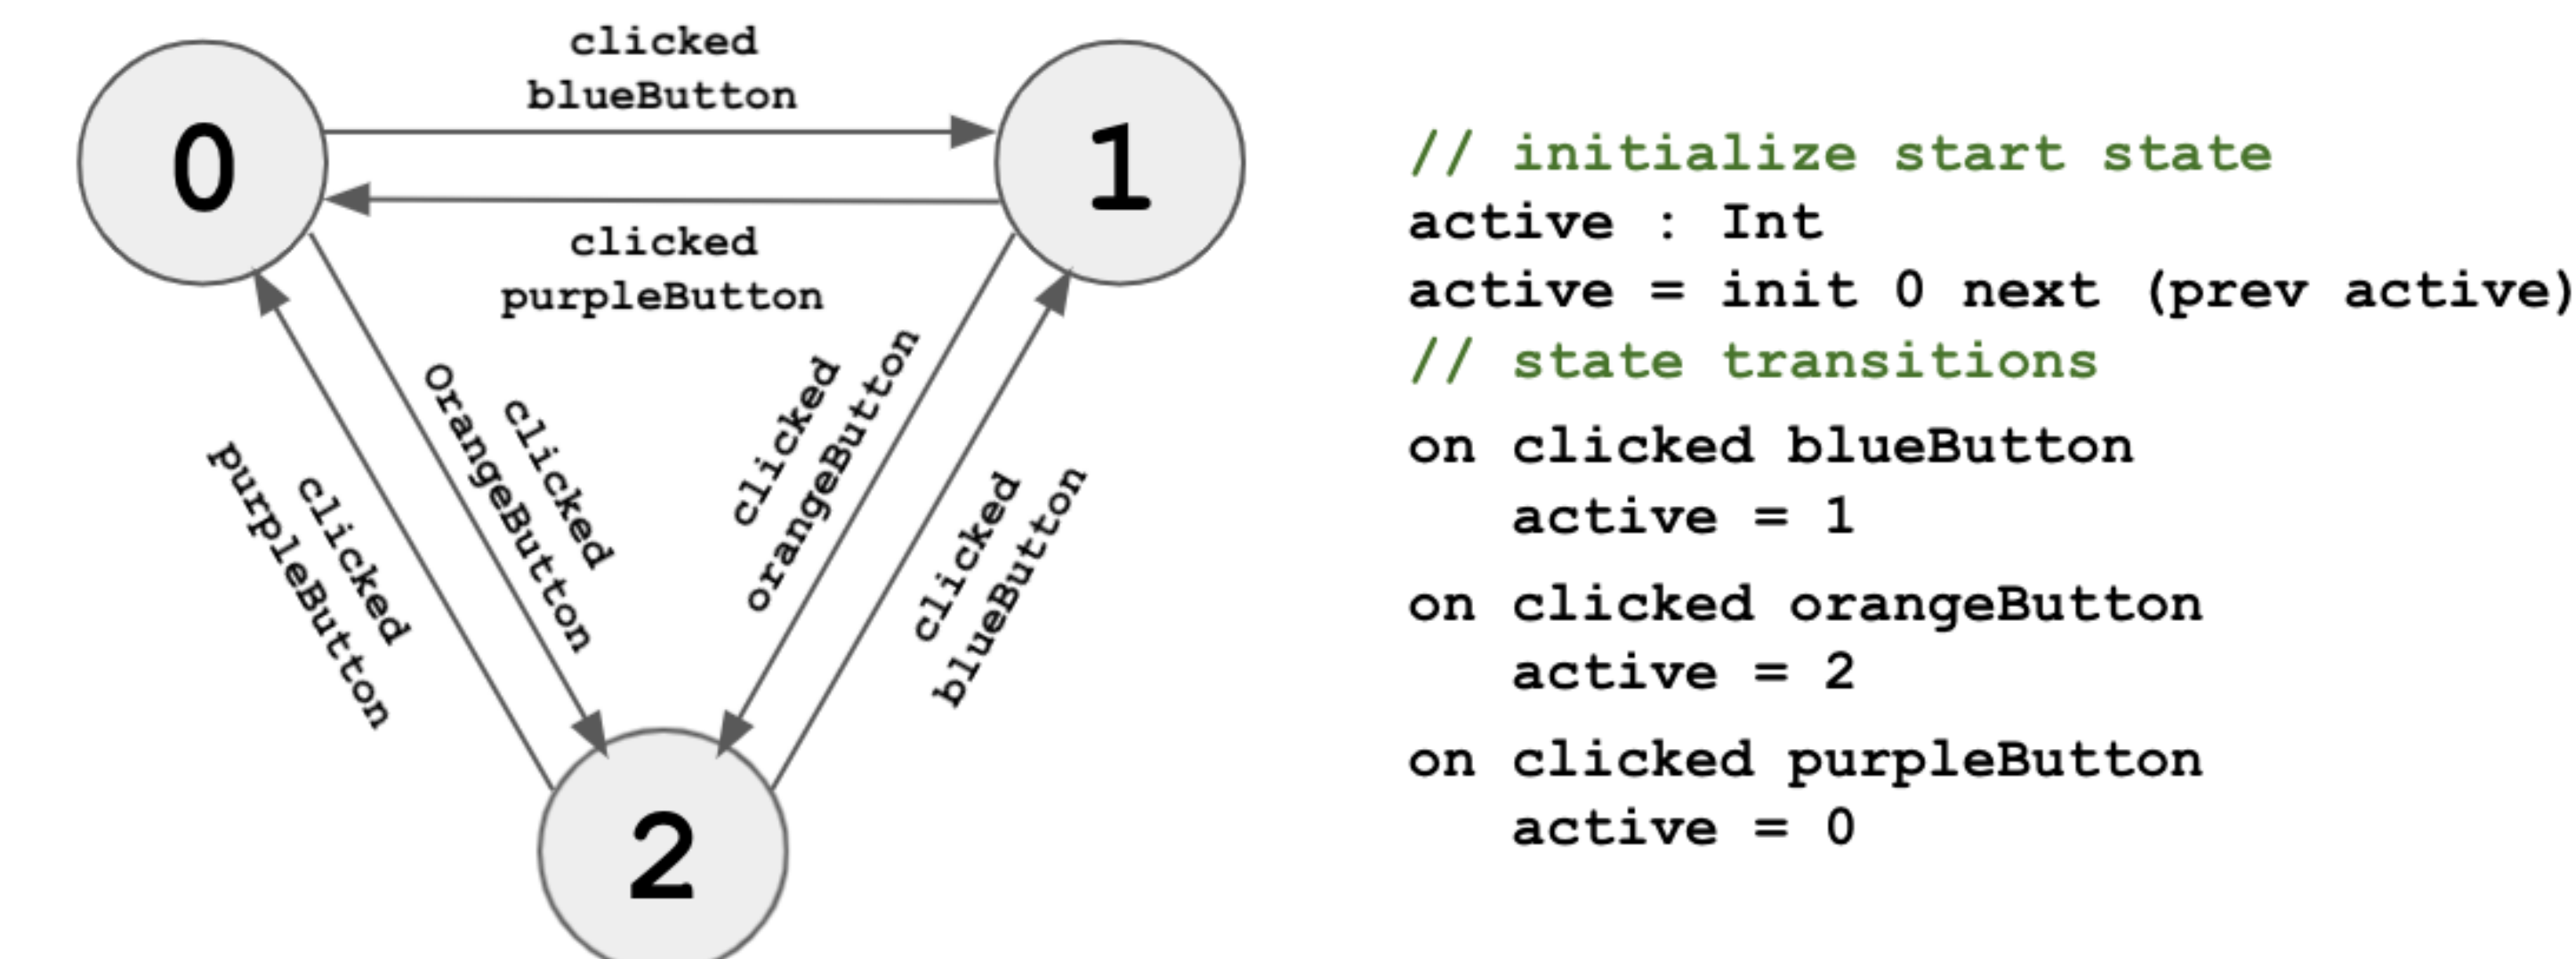 clicked
blueButton
0
1
clicked
purpleButton
clicked
OrangeButton
clicked
orangeButton
clicked
purpleButton
clicked
blueButton
2
// initialize start state
active : Int
active = init 0 next (prev active)
// state transitions
on clicked blueButton
active = 1
on clicked orangeButton
active = 2
on clicked purpleButton
active = 0